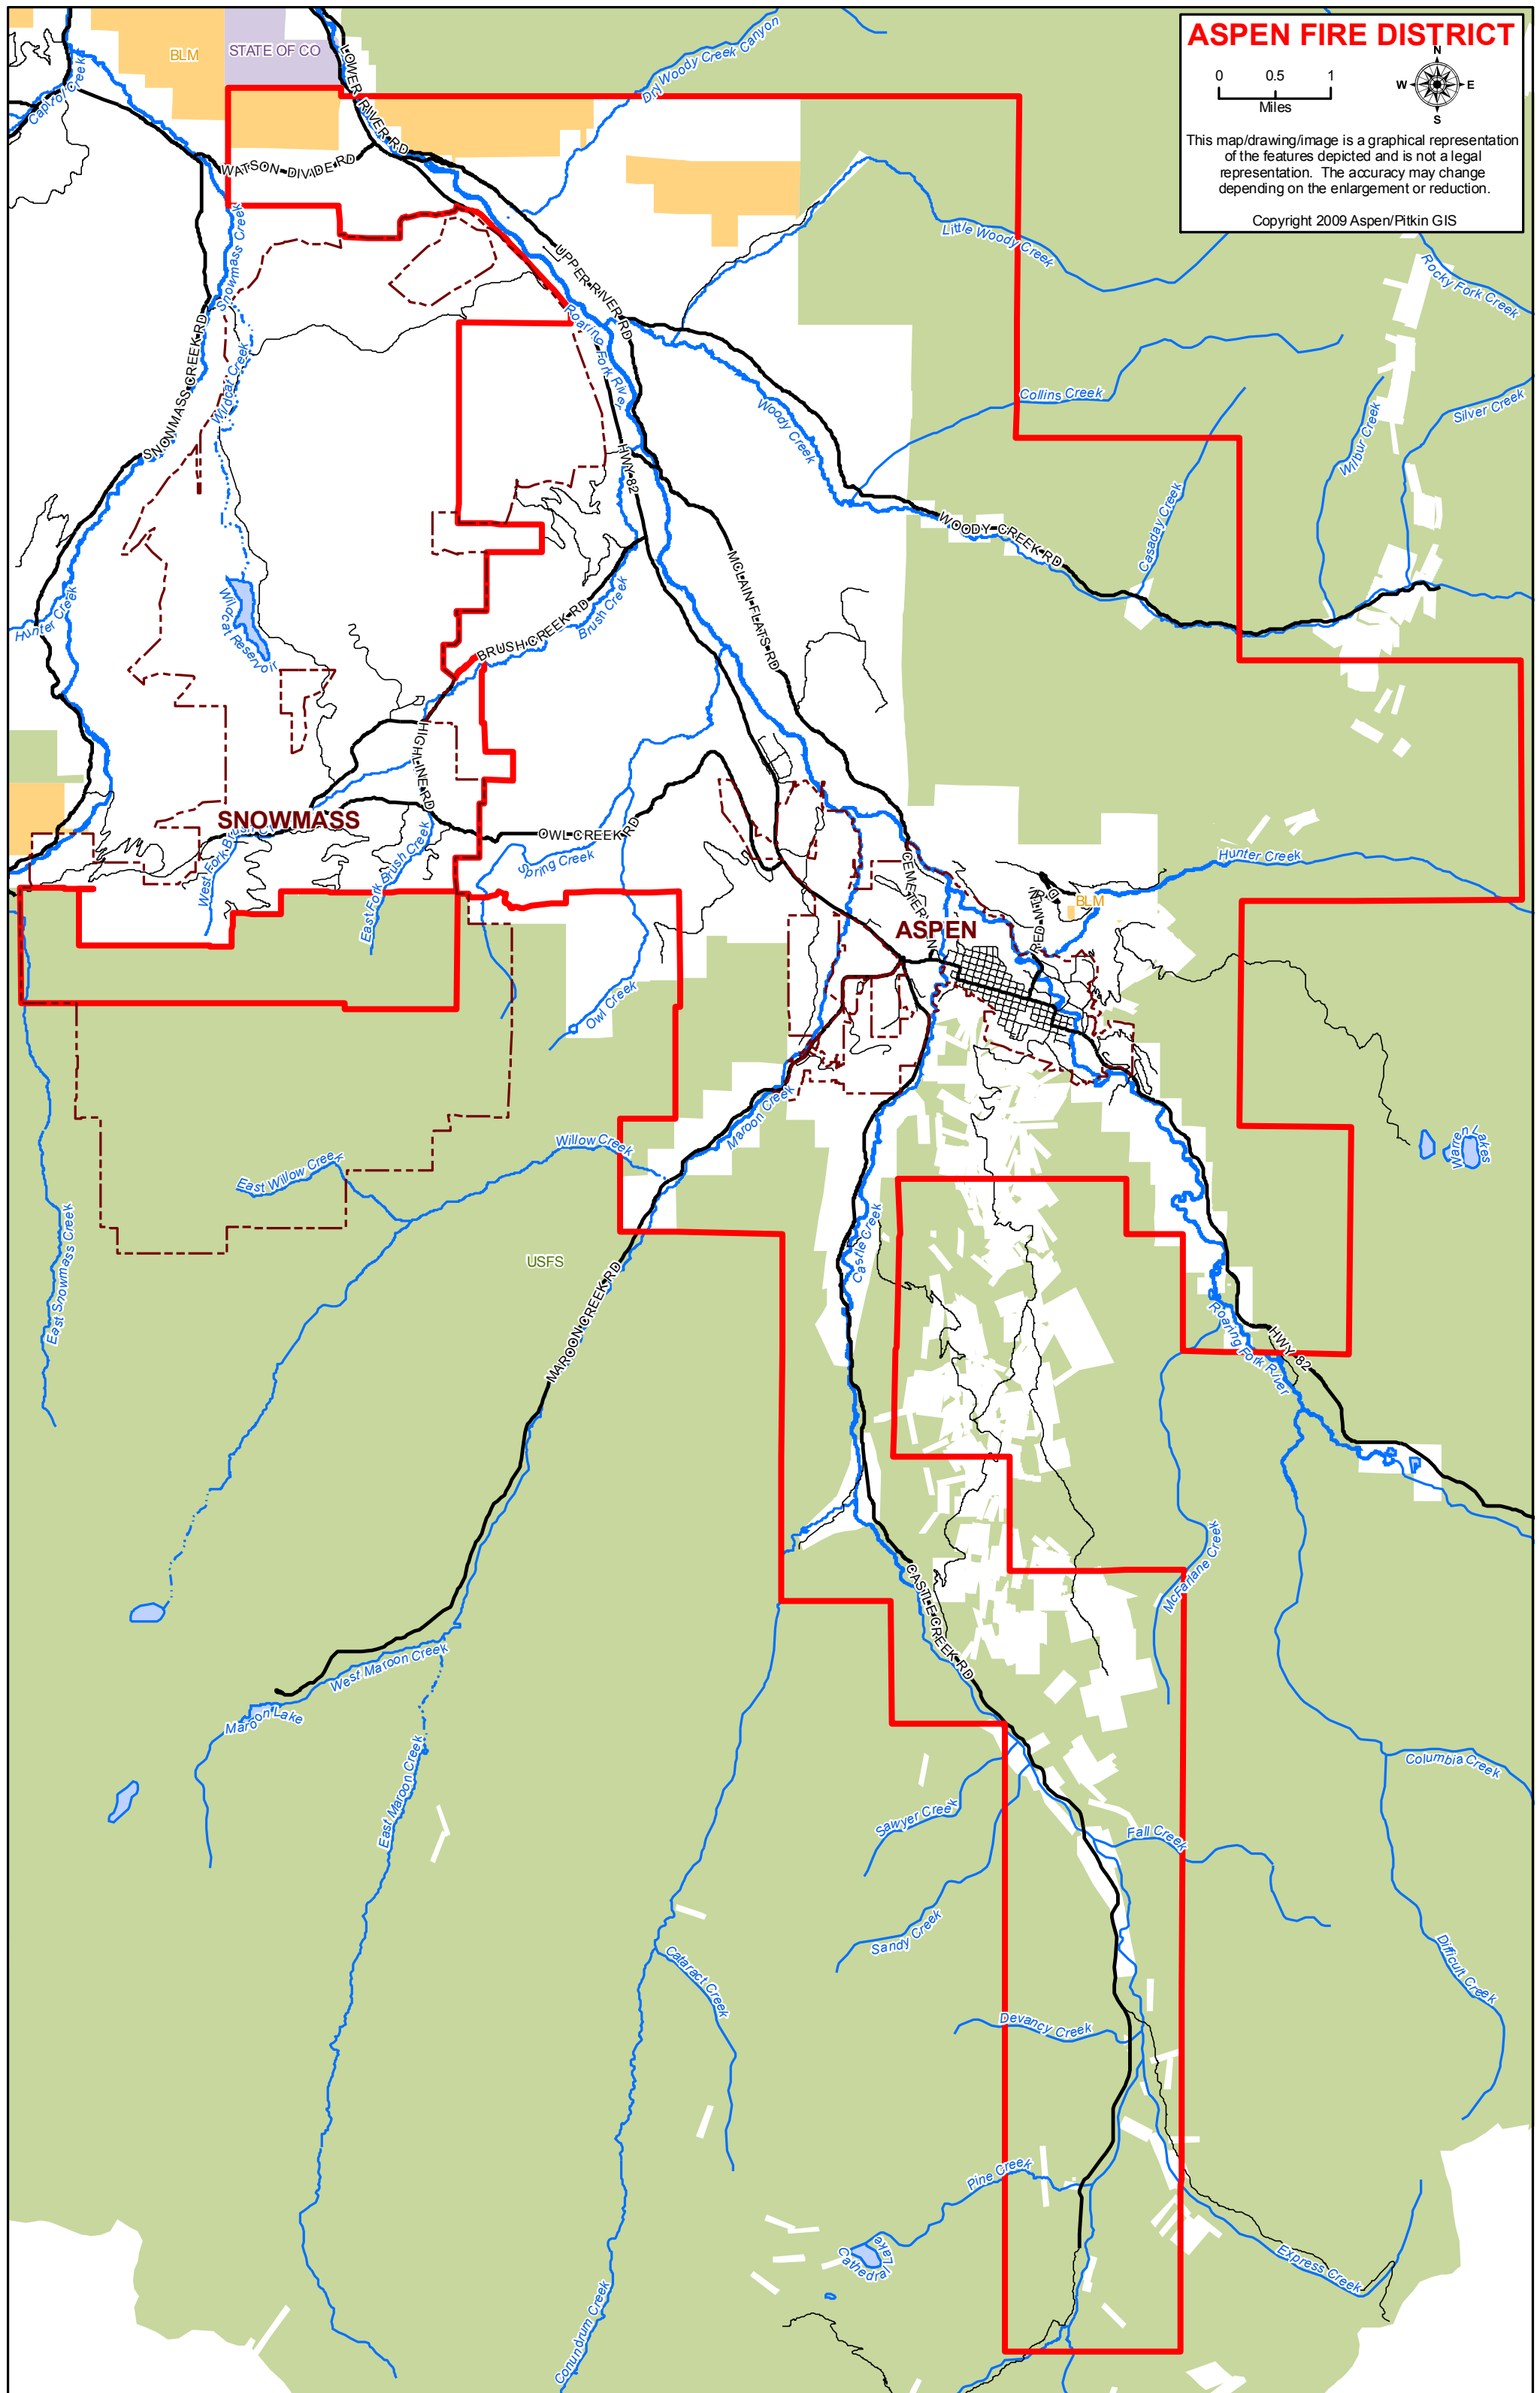 ASPEN FIRE DISTRICT
N
W
E
S
0
0.5
1
Miles
This map/drawing/image is a graphical representation
of the features depicted and is not a legal
representation. The accuracy may change
depending on the enlargement or reduction.
Copyright 2009 Aspen/Pitkin GIS
BLM
STATE OF CO
LOWER RIVER RD
Dry Woody Creek Canyon
Capitol Creek
WATSON DIVIDE RD
Snowmass Creek
UPPER RIVER RD
Little Woody Creek
Rocky Fork Creek
SNOWMASS CREEK RD
Wildcat Creek
Roaring Fork River
Collins Creek
Silver Creek
Wilbur Creek
Woody Creek
HWY 82
Casaday Creek
WOODY CREEK RD
Hunter Creek
Wildcat Reservoir
MCLAIN FLATS RD
BRUSH CREEK RD
Brush Creek
HIGHLINE RD
SNOWMASS
OWL CREEK RD
Spring Creek
West Fork Brush C
East Fork Brush Creek
CEMETERY LN
Hunter Creek
BLM
RED MTN RD
ASPEN
Owl Creek
Maroon Creek
Willow Creek
East Willow Creek
Warren Lakes
East Snowmass Creek
USFS
Castle Creek
MAROON CREEK RD
Roaring Fork River
HWY 82
McFarlane Creek
CASTLE CREEK RD
West Maroon Creek
Maroon Lake
East Maroon Creek
Columbia Creek
Sawyer Creek
Fall Creek
Sandy Creek
Cataract Creek
Difficult Creek
Devancy Creek
Pine Creek
Cathedral Lake
Express Creek
Conundrum Creek